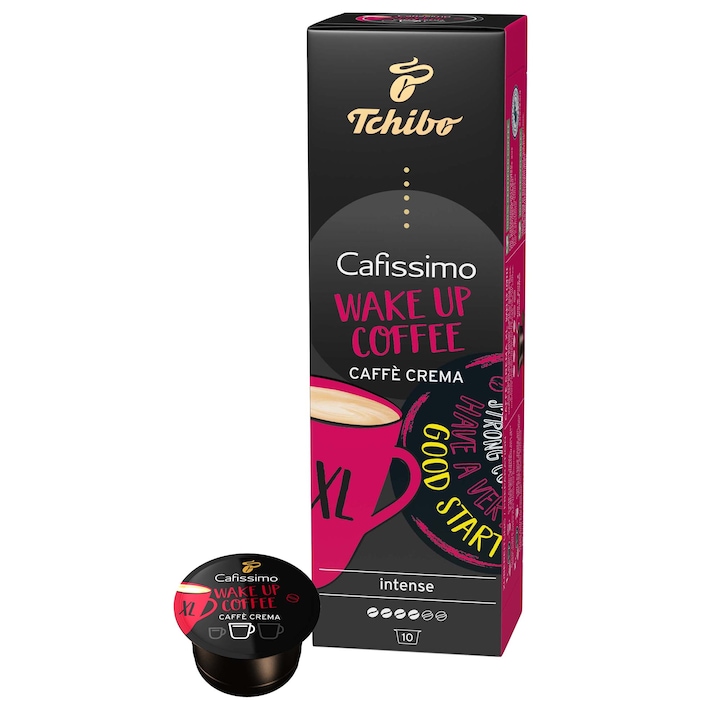 Tchibo
Cafissimo
WAKE UP
COFFEE
CAFFÈ CREMA
XL
STRONG CO
HAVE A VER
GOOD START
intense
10
Cafissimo
WAKE UP
COFFEE
XL
CAFFÈ CREMA